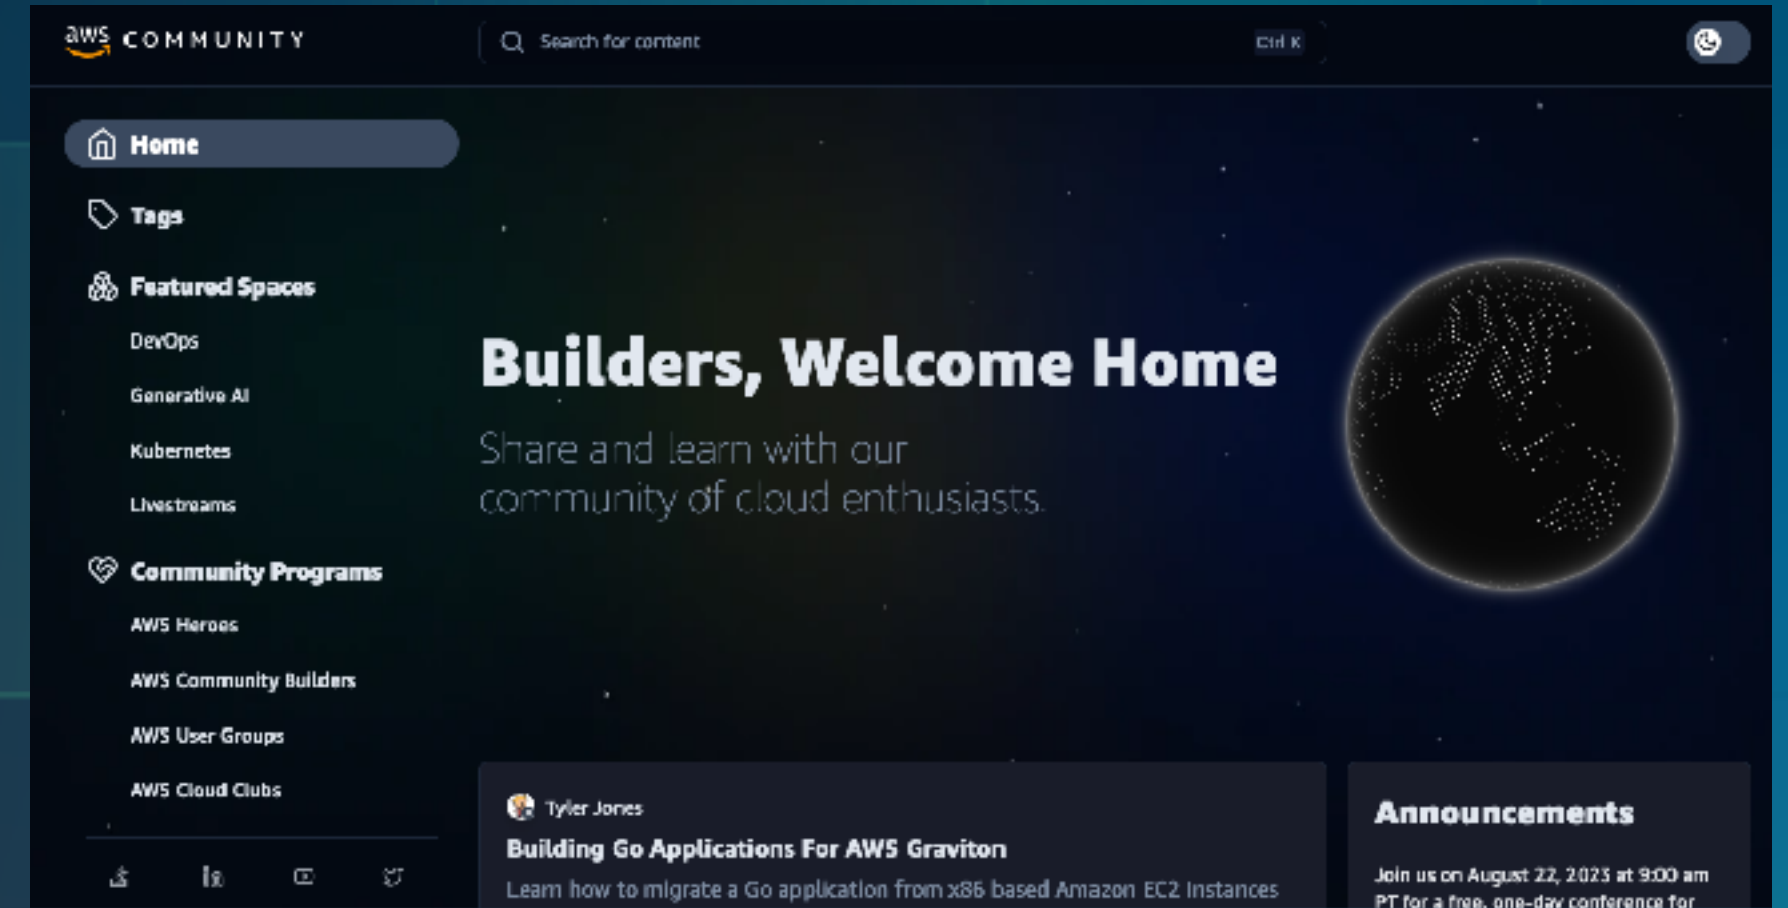 aws COMMUNITY
Search for content
Ctrl K
Home
Tags
Featured Spaces
DevOps
Generative AI
Kubernetes
Livestreams
Community Programs
AWS Heroes
AWS Community Builders
AWS User Groups
AWS Cloud Clubs
Builders, Welcome Home
Share and learn with our
community of cloud enthusiasts.
Tyler Jones
Building Go Applications For AWS Graviton
Learn how to migrate a Go application from x86 based Amazon EC2 Instances
Announcements
Join us on August 22, 2023 at 9:00 am
PT for a free, one-day conference for